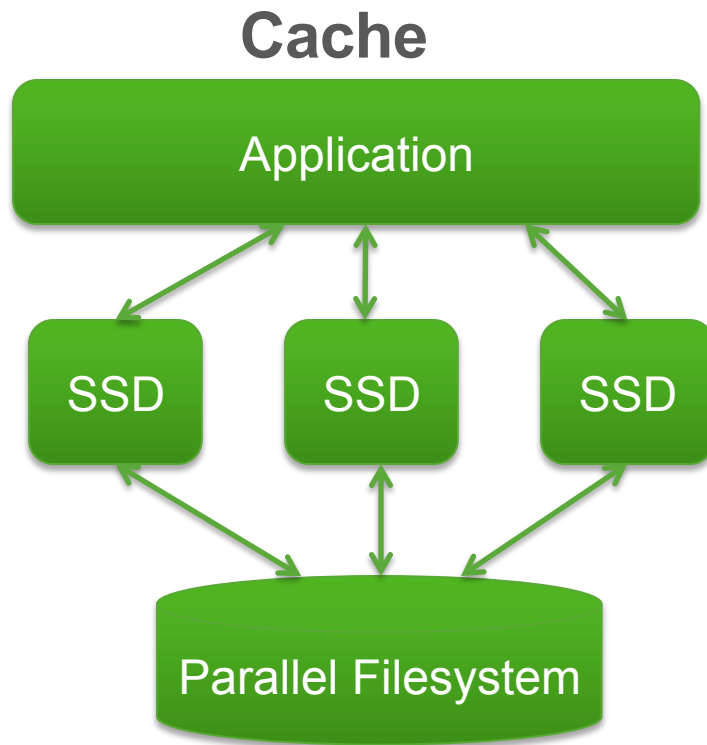 Cache
Application
SSD
SSD
SSD
Parallel Filesystem